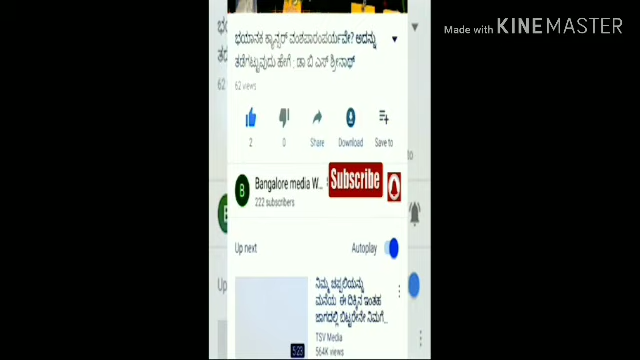 Made with KINEMASTER
ಭಯಾನಕ ಕ್ಯಾನ್ಸರ್ ವಂಶಪಾರಂಪರ್ಯವೇ? ಅದನ್ನು
ತಡೆಗಟ್ಟುವುದು ಹೇಗೆ : ಡಾ ಬಿ ಎಸ್ ಶ್ರೀನಾಥ್
62 views
2
0
Share
Download
Save to
B
Bangalore media W...
Subscribe
222 subscribers
Up next
Autoplay
ನಿಮ್ಮ ಚಪ್ಪಲಿಯನ್ನು
ಮನೆಯ ಈ ದಿಕ್ಕಿನ ಇಂತಹ
ಜಾಗದಲ್ಲಿ ಬಿಟ್ಟರೇನೇ ನಿಮಗೆ...
TSV Media
564K views
5:23